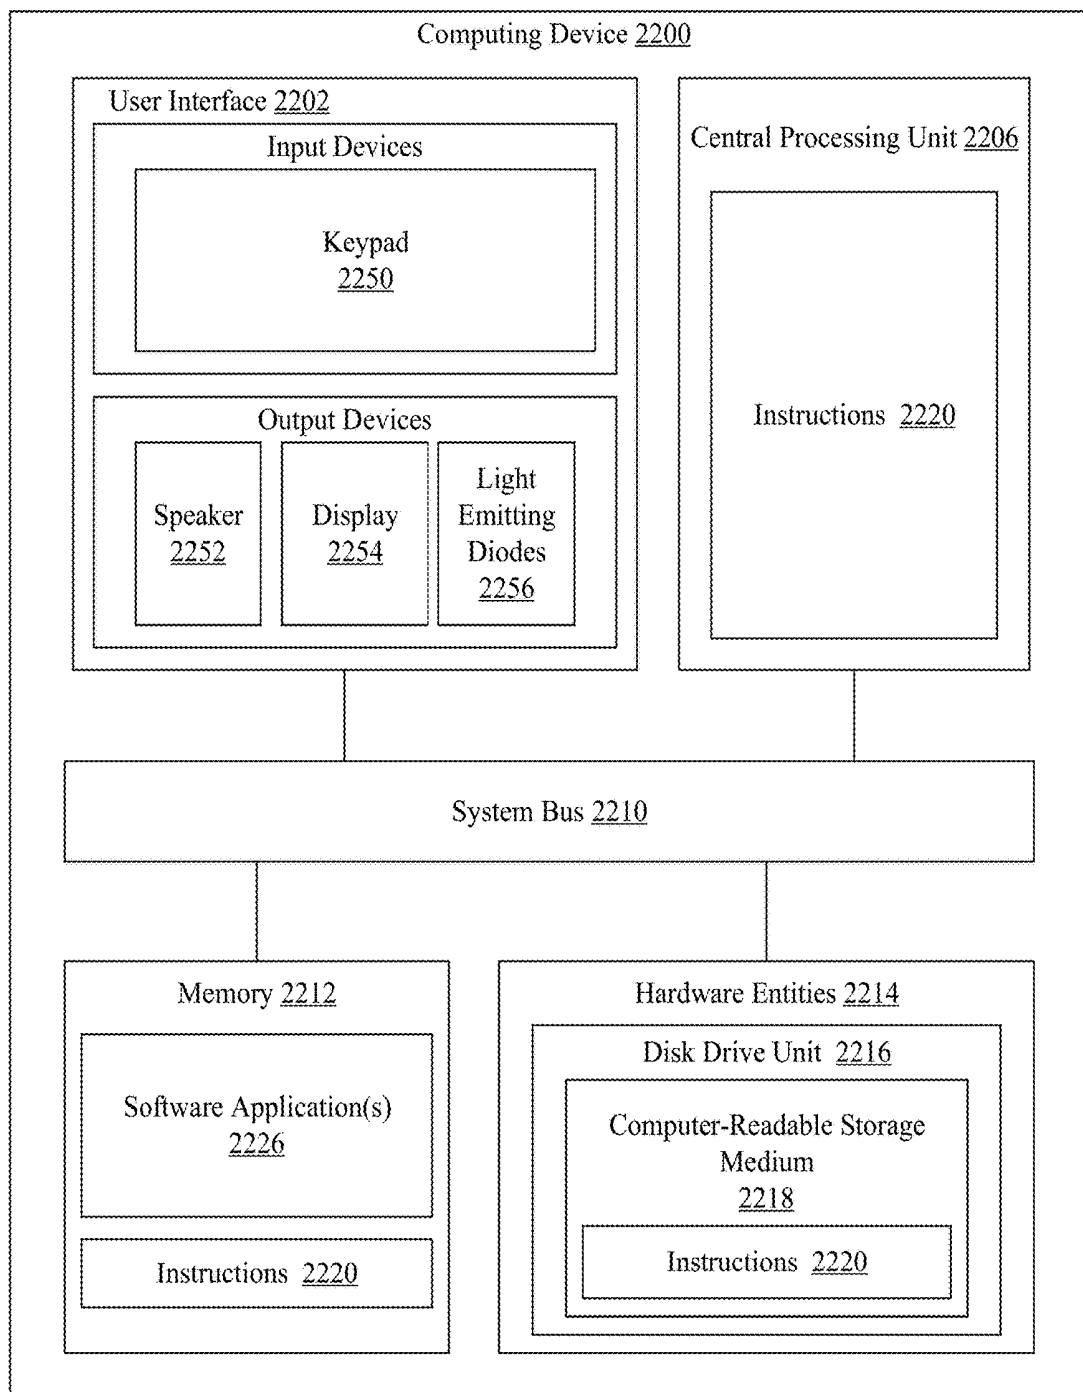 Computing Device 2200
User Interface 2202
Input Devices
Keypad
2250
Output Devices
Speaker
2252
Display
2254
Light
Emitting
Diodes
2256
Central Processing Unit 2206
Instructions 2220
System Bus 2210
Memory 2212
Software Application(s)
2226
Instructions 2220
Hardware Entities 2214
Disk Drive Unit 2216
Computer-Readable Storage
Medium
2218
Instructions 2220